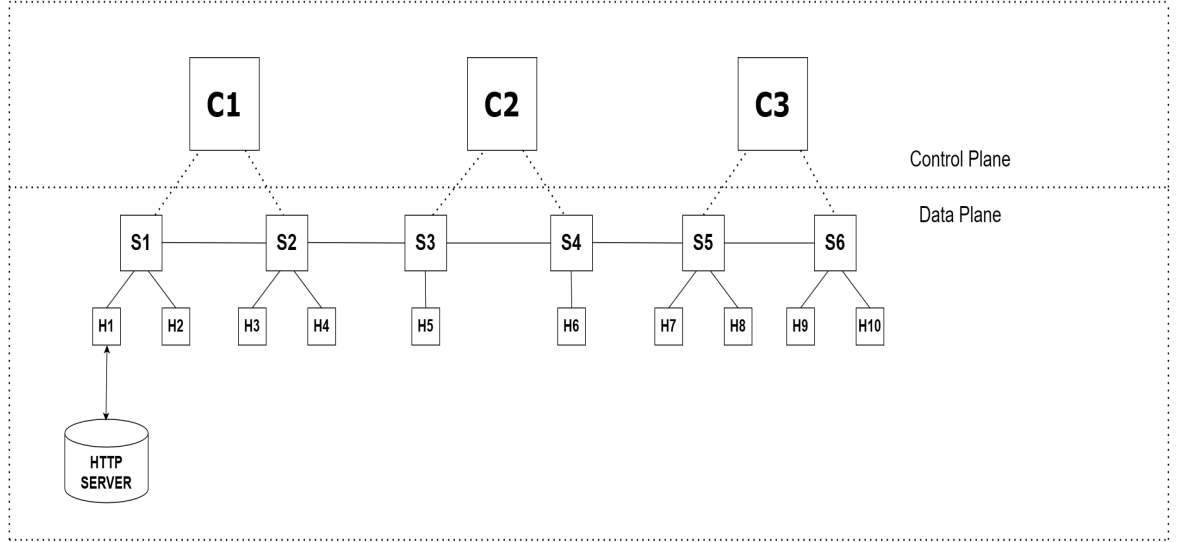 C1
C2
C3
Control Plane
Data Plane
S1
S2
S3
S4
S5
S6
H1
H2
H3
H4
H5
H6
H7
H8
H9
H10
HTTP
SERVER